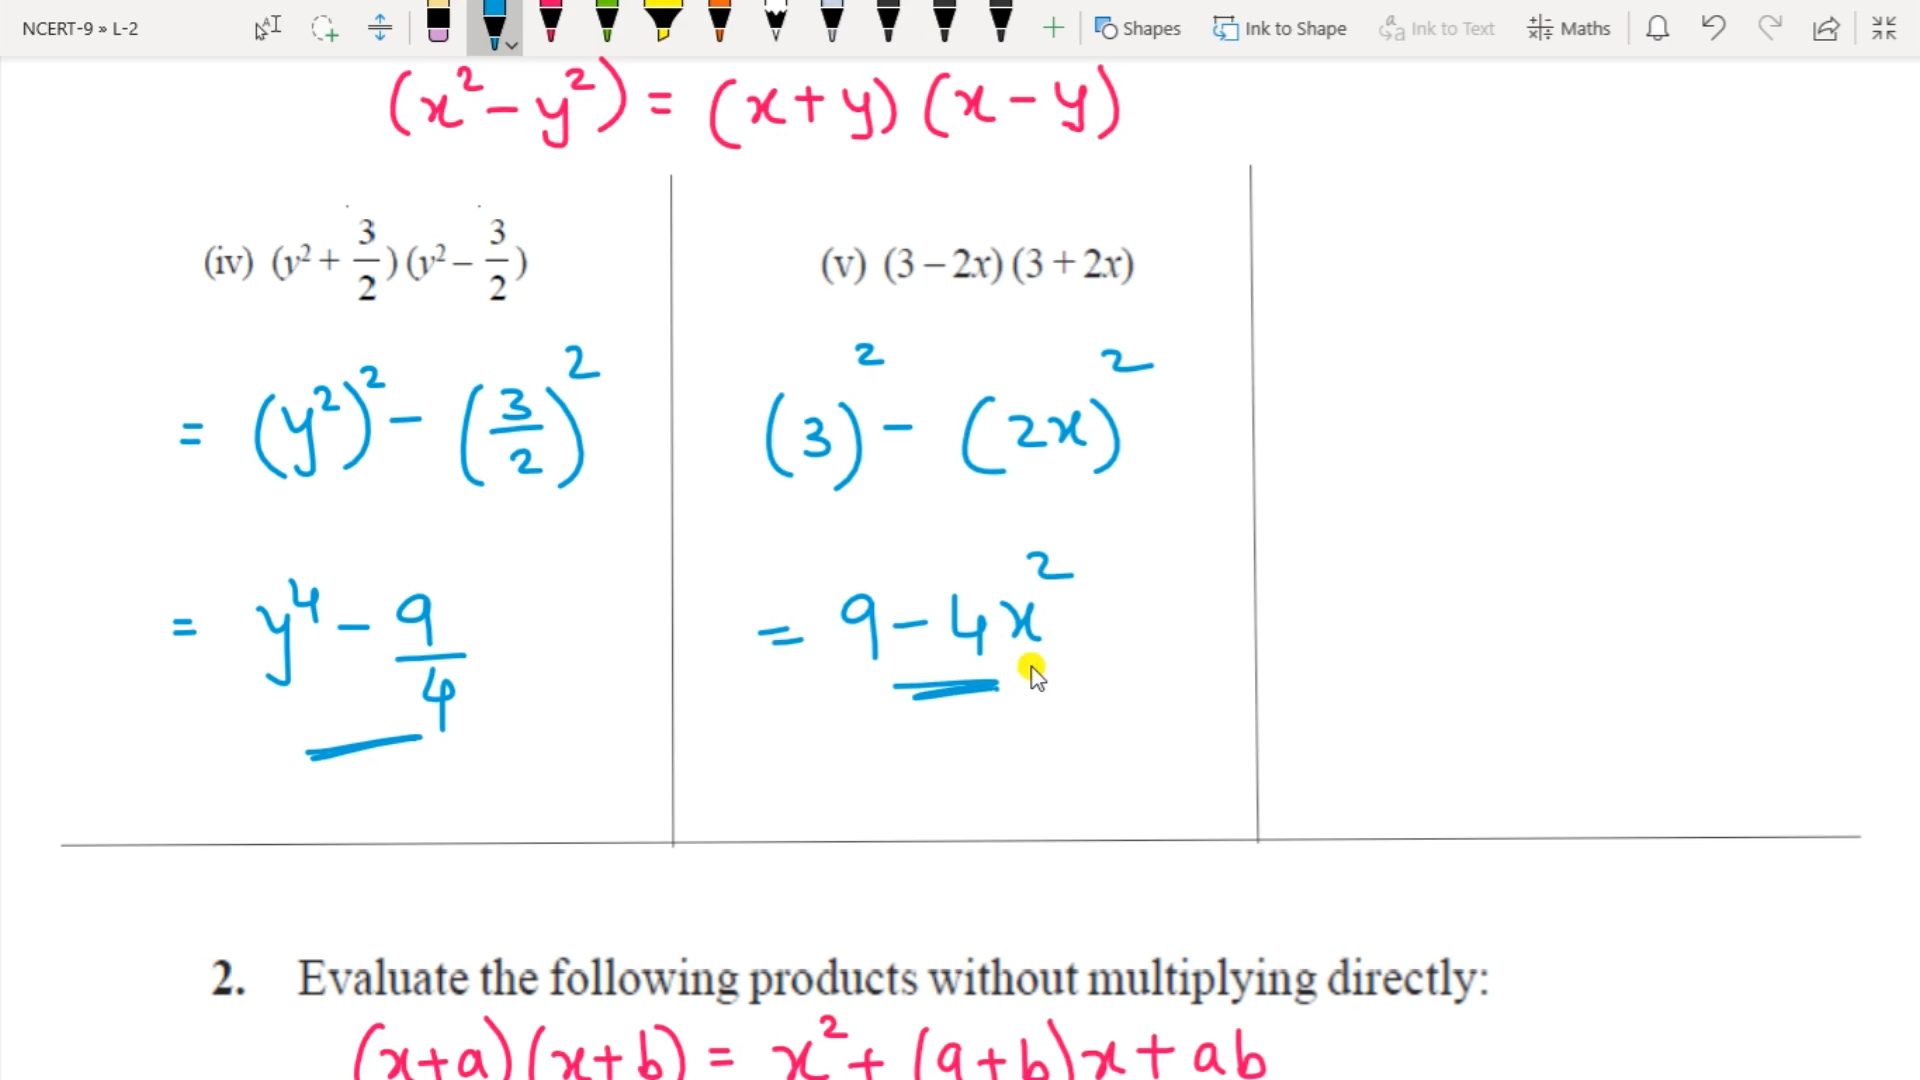 NCERT-9 » L-2 Shapes Ink to Shape Ink to Text Maths
(x² - y²) = (x + y) (x - y)
(iv) (y² + 3/2) (y² – 3/2)
= (y²)² - (3/2)²
= y⁴ - 9/4
(v) (3 – 2x) (3 + 2x)
(3)² - (2x)²
= 9 - 4x²
2. Evaluate the following products without multiplying directly:
(x+a) (x+b) = x² + (a+b)x + ab